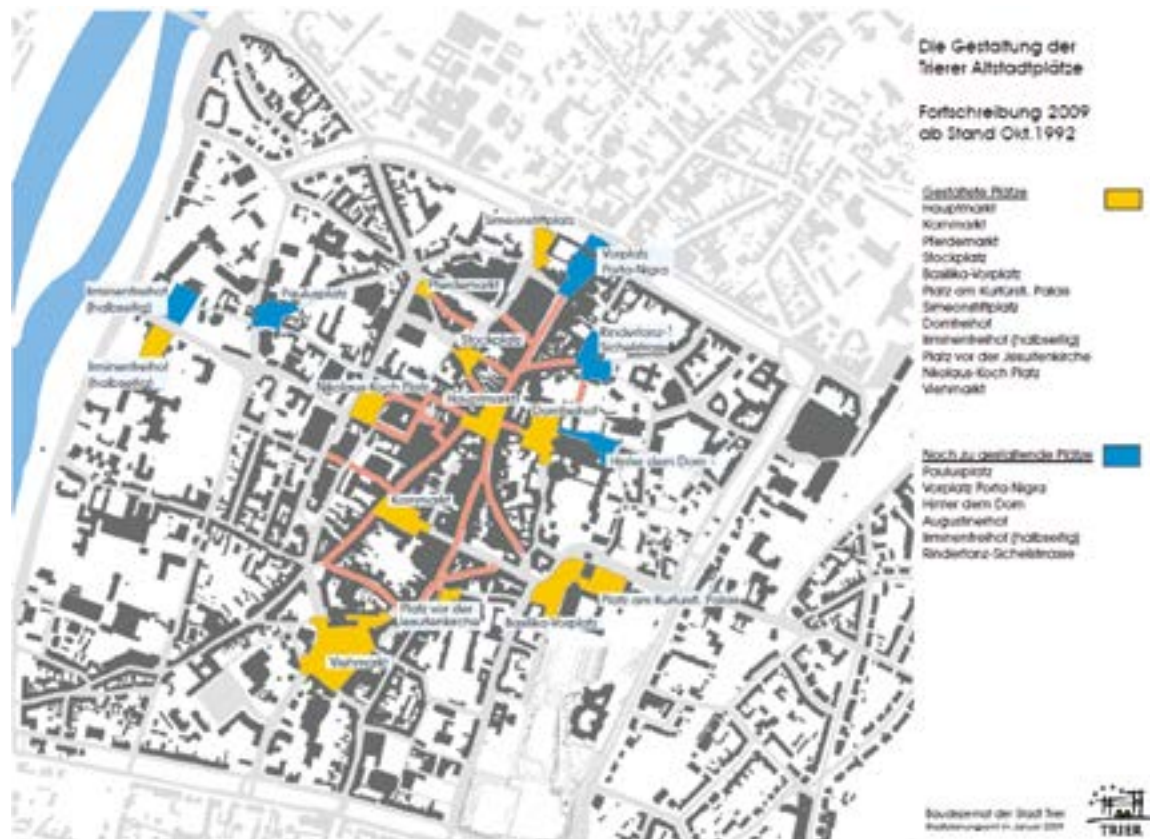 Die Gestaltung der
Trierer Altstadtplätze
Fortschreibung 2009
ab Stand Okt.1992
Gestaltete Plätze
Hauptmarkt
Kornmarkt
Pferdemarkt
Stockplatz
Basilika-Vorplatz
Platz am Kurfürstl. Palais
Simeonstiftplatz
Domfreihof
Irminenfreihof (halbseitig)
Platz vor der Jesuitenkirche
Nikolaus-Koch Platz
Viehmarkt
Noch zu gestaltende Plätze
Paulusplatz
Vorplatz Porta-Nigra
Hinter dem Dom
Augustinerhof
Irminenfreihof (halbseitig)
Rindertanz-Sichelstrasse
Simeonstiftplatz
Vorplatz
Porta-Nigra
Pferdemarkt
Irminenfreihof
(halbseitig)
Paulusplatz
Rindertanz-
Sichelstrasse
Stockplatz
Irminenfreihof
(halbseitig)
Nikolaus-Koch Platz
Hauptmarkt
Domfreihof
Hinter dem Dom
Kornmarkt
Platz am Kurfürstl. Palais
Platz vor der
Jesuitenkirche
Basilika-Vorplatz
Viehmarkt
Baudezernat der Stadt Trier
TRIER